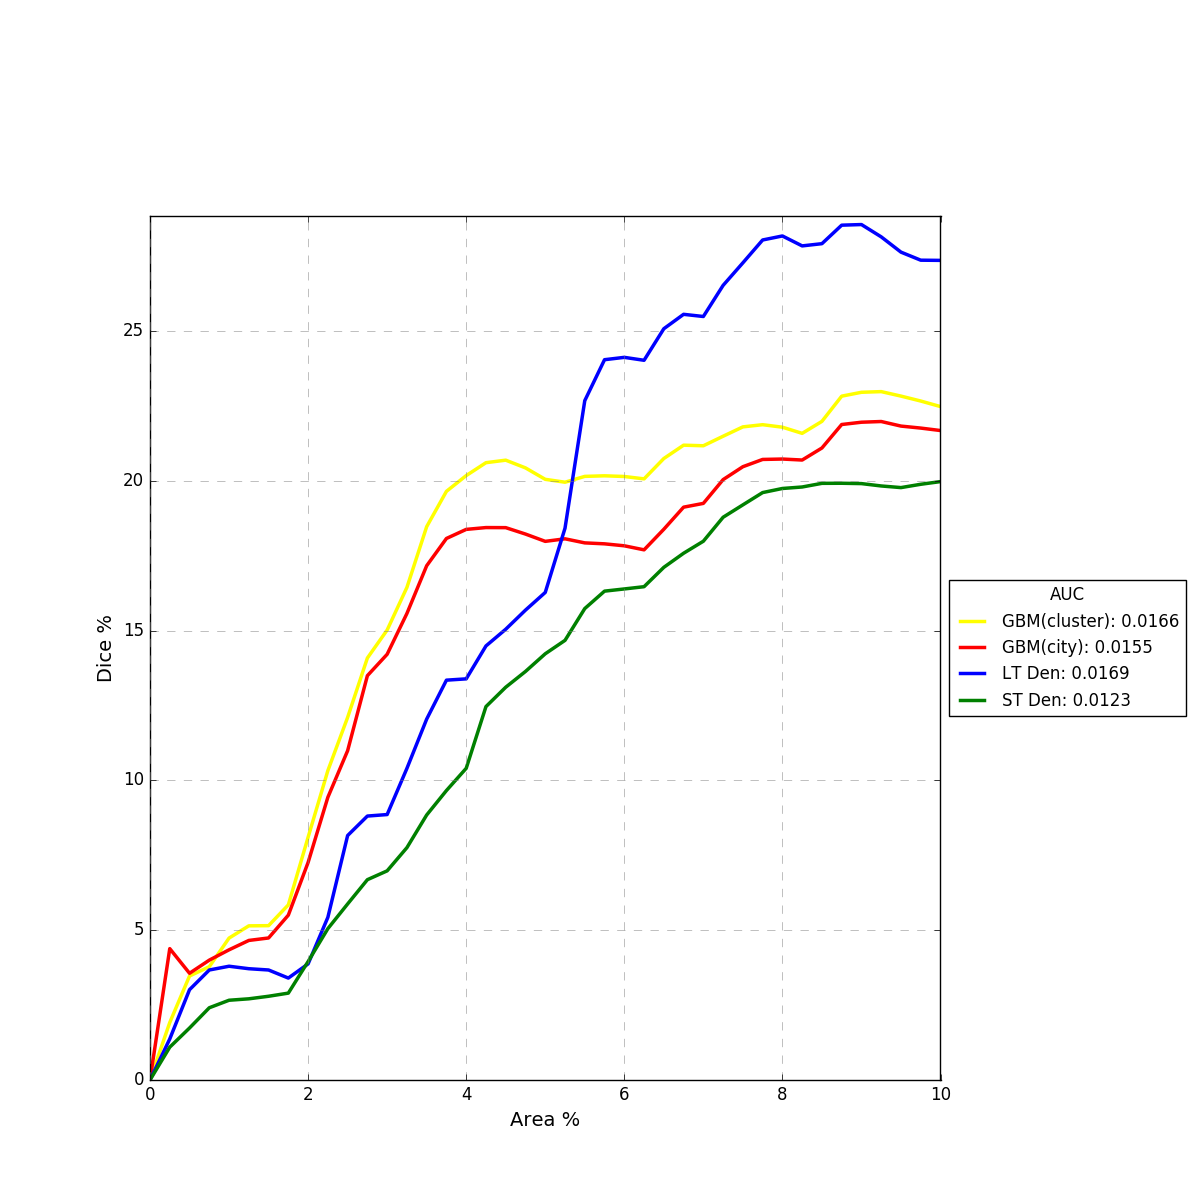 25
20
15
10
5
0
0 2 4 6 8 10
Dice %
Area %
AUC
GBM(cluster): 0.0166
GBM(city): 0.0155
LT Den: 0.0169
ST Den: 0.0123